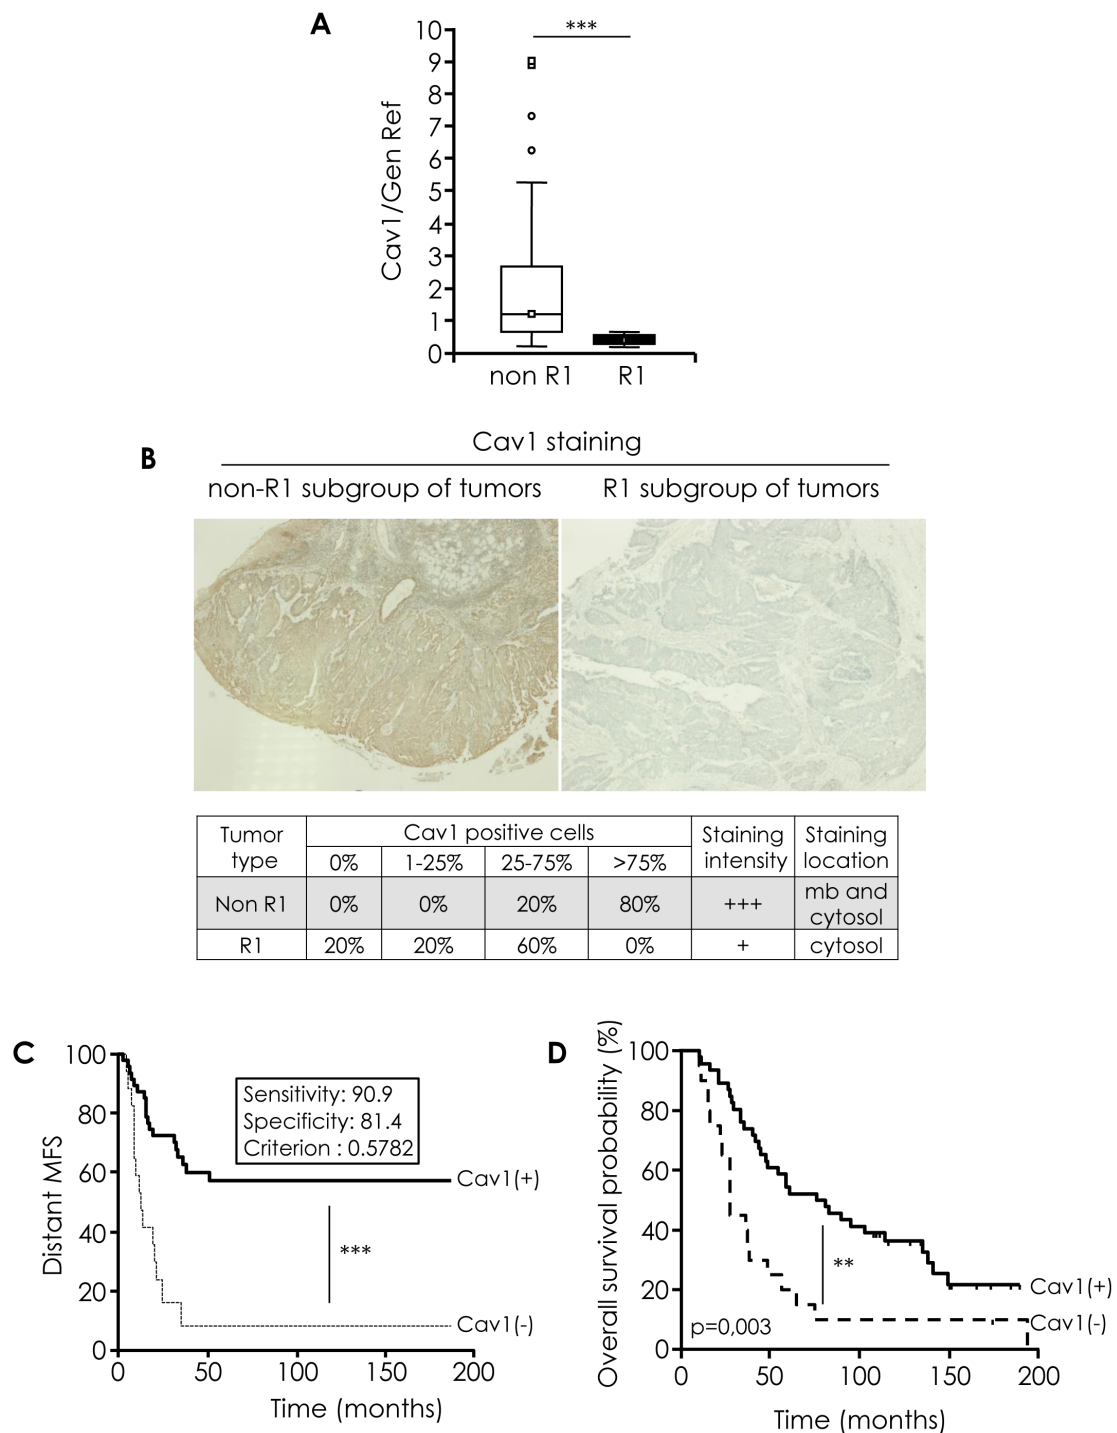 A
***
10
9
8
7
6
5
4
3
2
1
0
Cav1/Gen Ref
non R1 R1
B
Cav1 staining
non-R1 subgroup of tumors R1 subgroup of tumors
Tumor type Cav1 positive cells Staining intensity Staining location
0% 1-25% 25-75% >75%
Non R1 0% 0% 20% 80% +++ mb and cytosol
R1 20% 20% 60% 0% + cytosol
C
100
80
60
40
20
0
Distant MFS
Sensitivity: 90.9
Specificity: 81.4
Criterion : 0.5782
Cav1(+)
***
Cav1(-)
0 50 100 150 200
Time (months)
D
100
80
60
40
20
0
Overall survival probability (%)
**
Cav1(+)
Cav1(-)
p=0,003
0 50 100 150 200
Time (months)